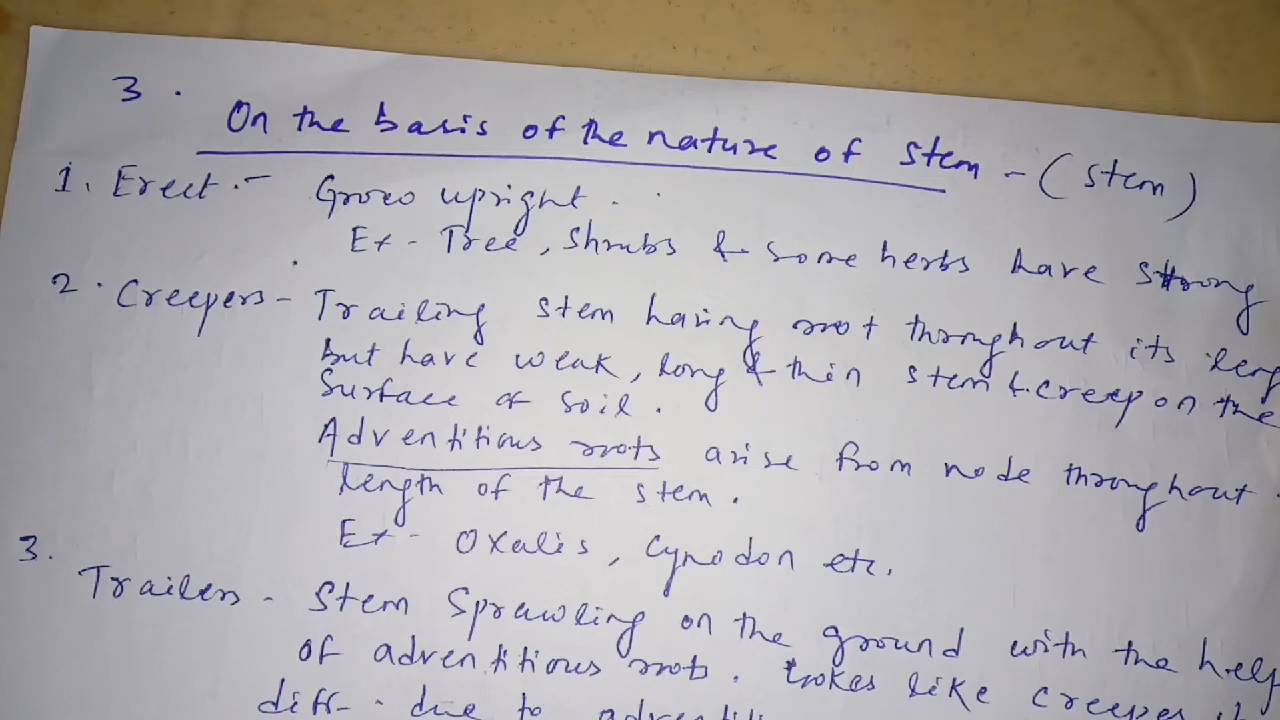 3.
On the basis of the nature of stem - (stem)
1. Erect :- Grows upright.
Ex - Tree, Shrubs & some herbs have strong
2. Creepers - Trailing stem having root throughout its
but have weak, long & thin stem & creep on the
Surface of soil.
Adventitious roots arise from node throughout
length of the stem.
Ex - Oxalis, Cynodon etc.
3.
Trailers - Stem Sprawling on the ground with the help
of adventitious roots. Lokes like creeper
diff. due to